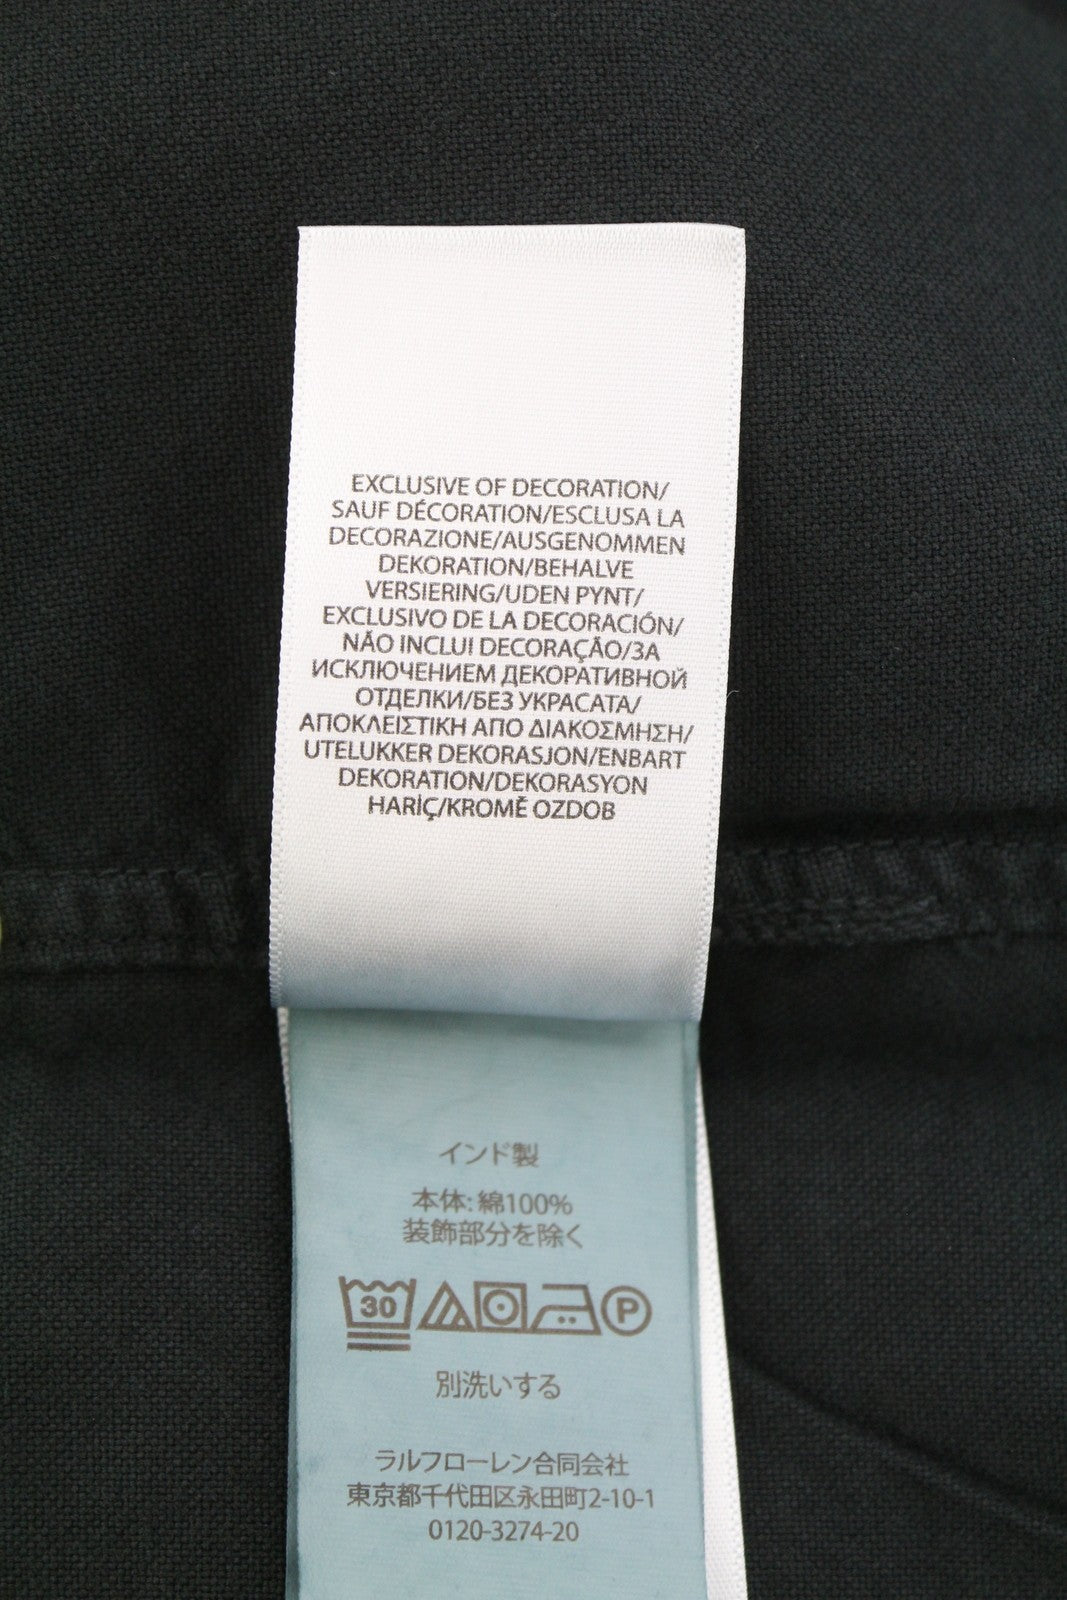 EXCLUSIVE OF DECORATION/
SAUF DÉCORATION/ESCLUSA LA
DECORAZIONE/AUSGENOMMEN
DEKORATION/BEHALVE
VERSIERING/UDEN PYNT/
EXCLUSIVO DE LA DECORACIÓN/
NÃO INCLUI DECORAÇÃO/ЗА
ИСКЛЮЧЕНИЕМ ДЕКОРАТИВНОЙ
ОТДЕЛКИ/БЕЗ УКРАСАТА/
ΑΠΟΚΛΕΙΣΤΙΚΗ ΑΠΟ ΔΙΑΚΟΣΜΗΣΗ/
UTELUKKER DEKORASJON/ENBART
DEKORATION/DEKORASYON
HARİÇ/KROMĚ OZDOB
インド製
本体: 綿100%
装飾部分を除く
30 P
別洗いする
ラルフローレン合同会社
東京都千代田区永田町2-10-1
0120-3274-20